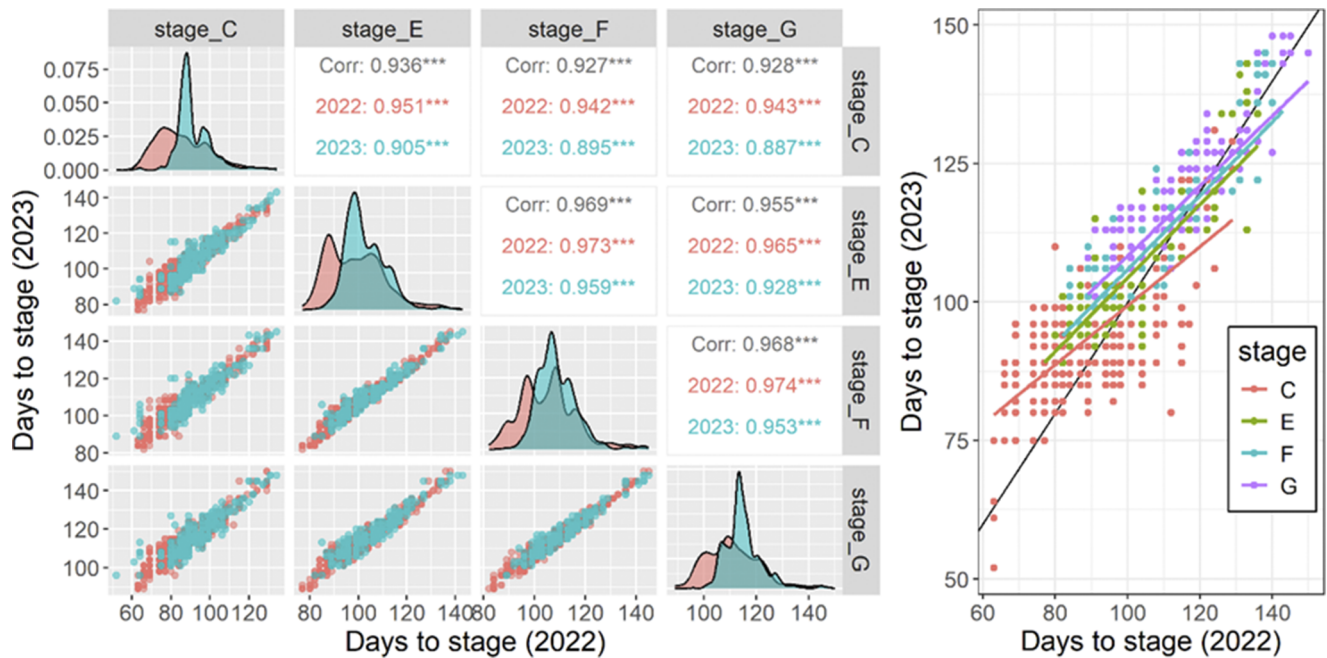 stage_C stage_E stage_F stage_G
0.075
0.050
0.025
0.000
Corr: 0.936*** Corr: 0.927*** Corr: 0.928***
2022: 0.951*** 2022: 0.942*** 2022: 0.943***
2023: 0.905*** 2023: 0.895*** 2023: 0.887***
stage_C
140
120
100
80
Corr: 0.969*** Corr: 0.955***
2022: 0.973*** 2022: 0.965***
2023: 0.959*** 2023: 0.928***
stage_E
140
120
100
80
Corr: 0.968***
2022: 0.974***
2023: 0.953***
stage_F
140
120
100
stage_G
60 80 100 120 80 100 120 140 80 100 120 140 100 120 140
Days to stage (2023)
Days to stage (2022)
150
125
100
75
50
60 80 100 120 140
Days to stage (2023)
Days to stage (2022)
stage
C
E
F
G